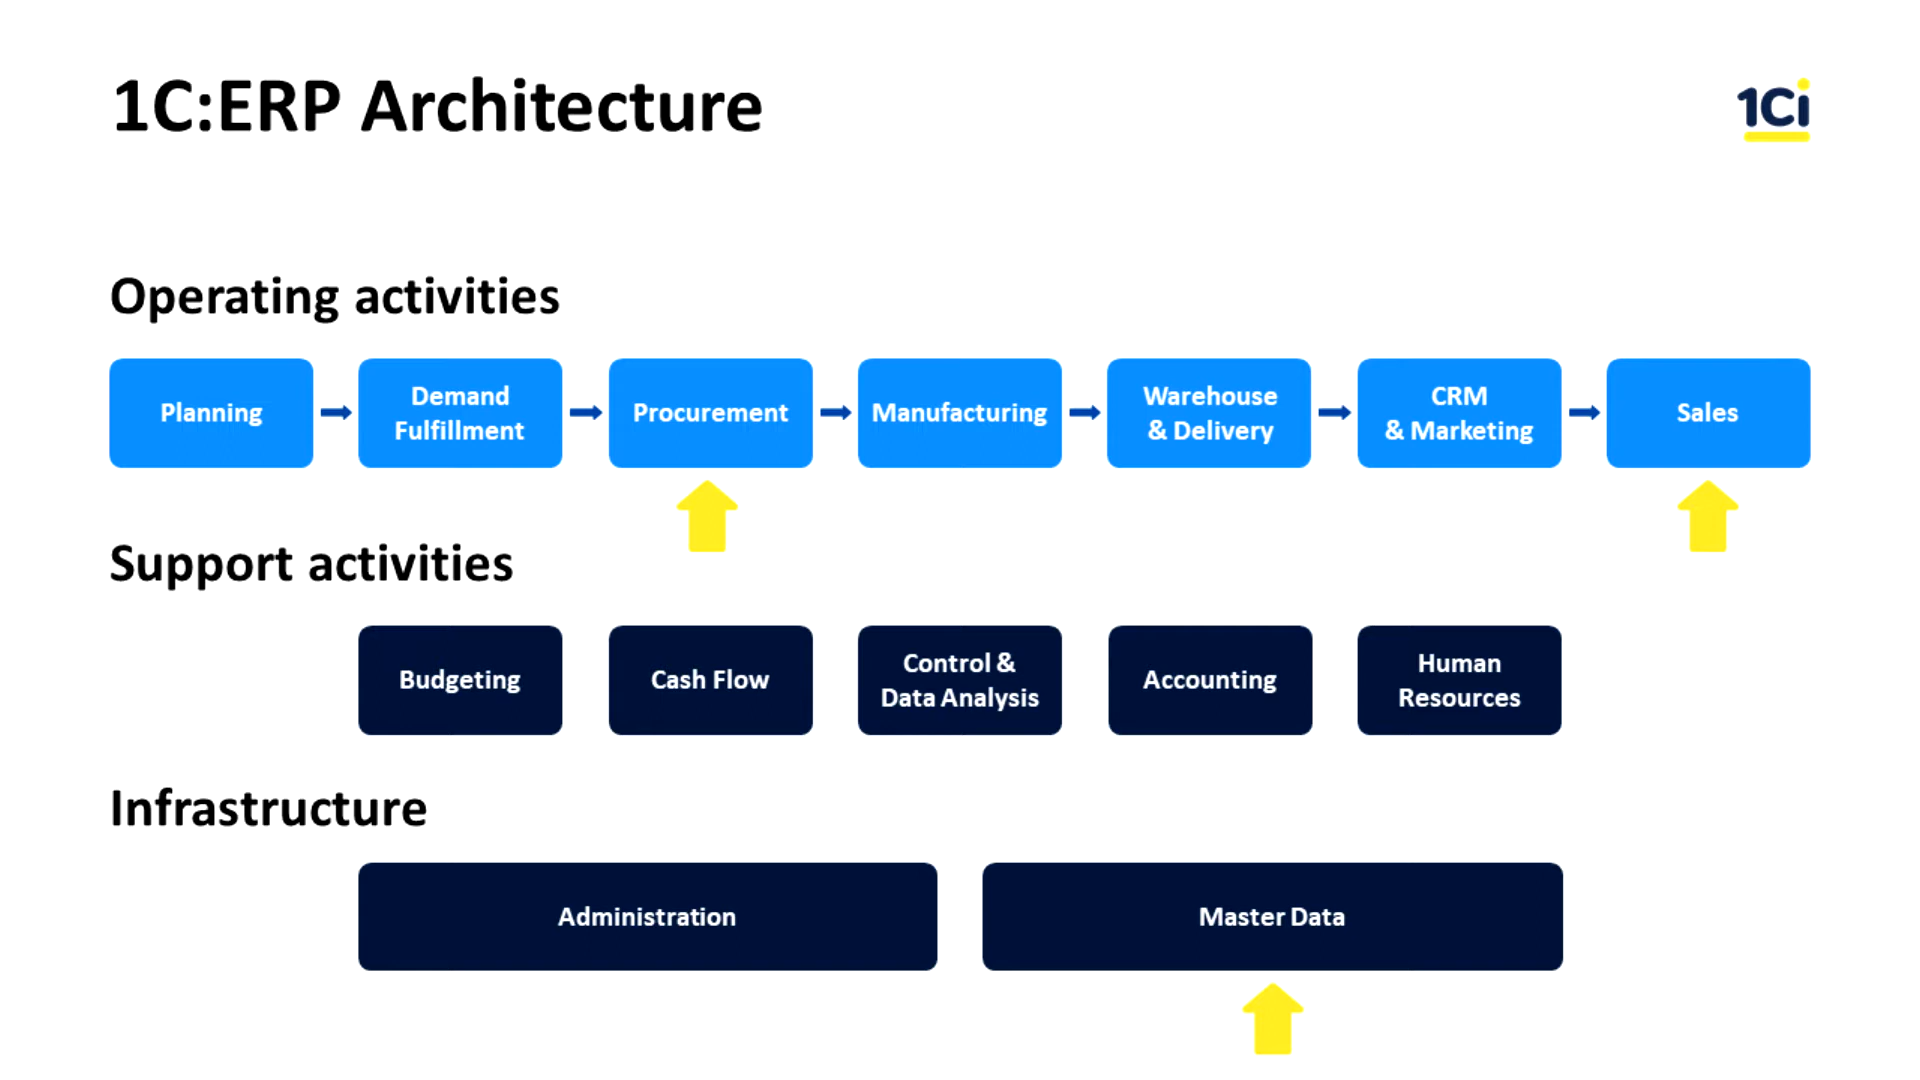 1C:ERP Architecture
1Ci
Operating activities
Planning
Demand
Fulfillment
Procurement
Manufacturing
Warehouse
& Delivery
CRM
& Marketing
Sales
Support activities
Budgeting
Cash Flow
Control &
Data Analysis
Accounting
Human
Resources
Infrastructure
Administration
Master Data